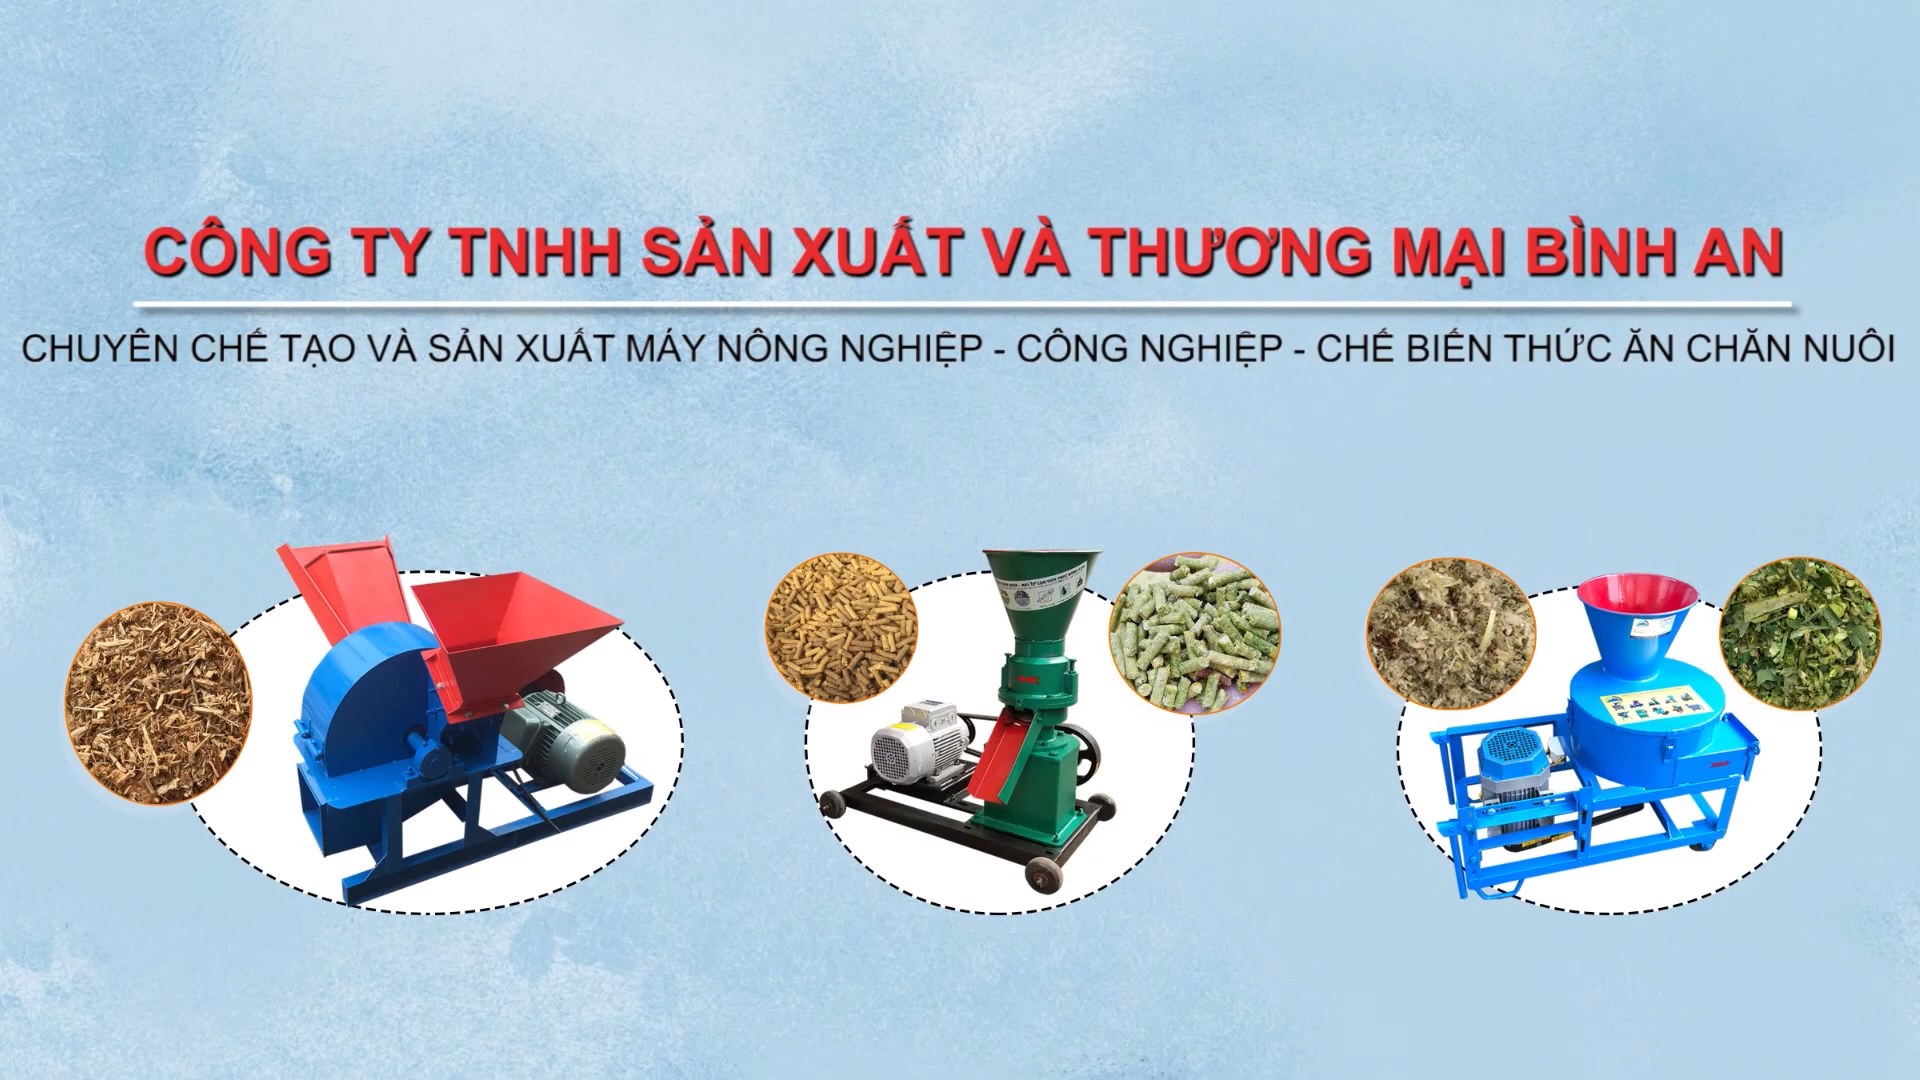 CÔNG TY TNHH SẢN XUẤT VÀ THƯƠNG MẠI BÌNH AN
CHUYÊN CHẾ TẠO VÀ SẢN XUẤT MÁY NÔNG NGHIỆP - CÔNG NGHIỆP - CHẾ BIẾN THỨC ĂN CHĂN NUÔI